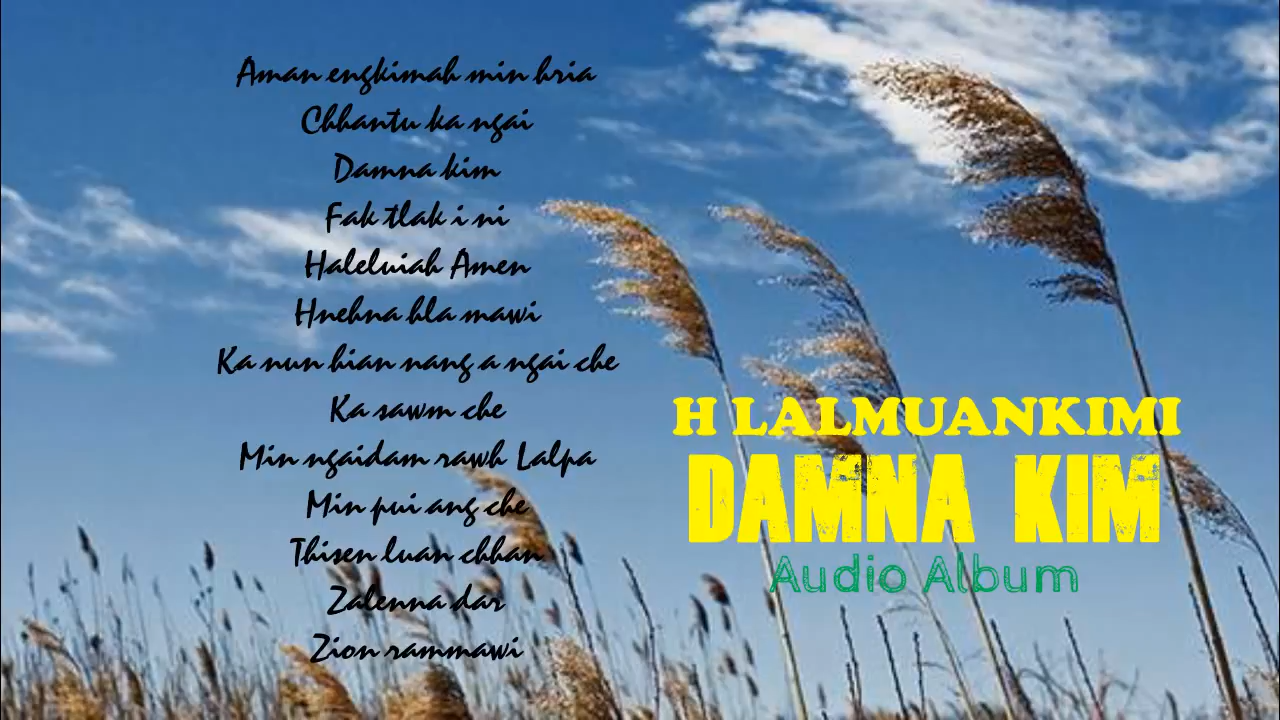 Aman engkimah min hria
Chhantu ka ngai
Damna kim
Fak tlak i ni
Haleluiah Amen
Hnehna hla mawi
Ka nun hian nang a ngai che
Ka sawm che
Min ngaidam rawh Lalpa
Min pui ang che
Thisen luan chhan
Zalenna dar
Zion rammawi
H LALMUANKIMI
DAMNA KIM
Audio Album